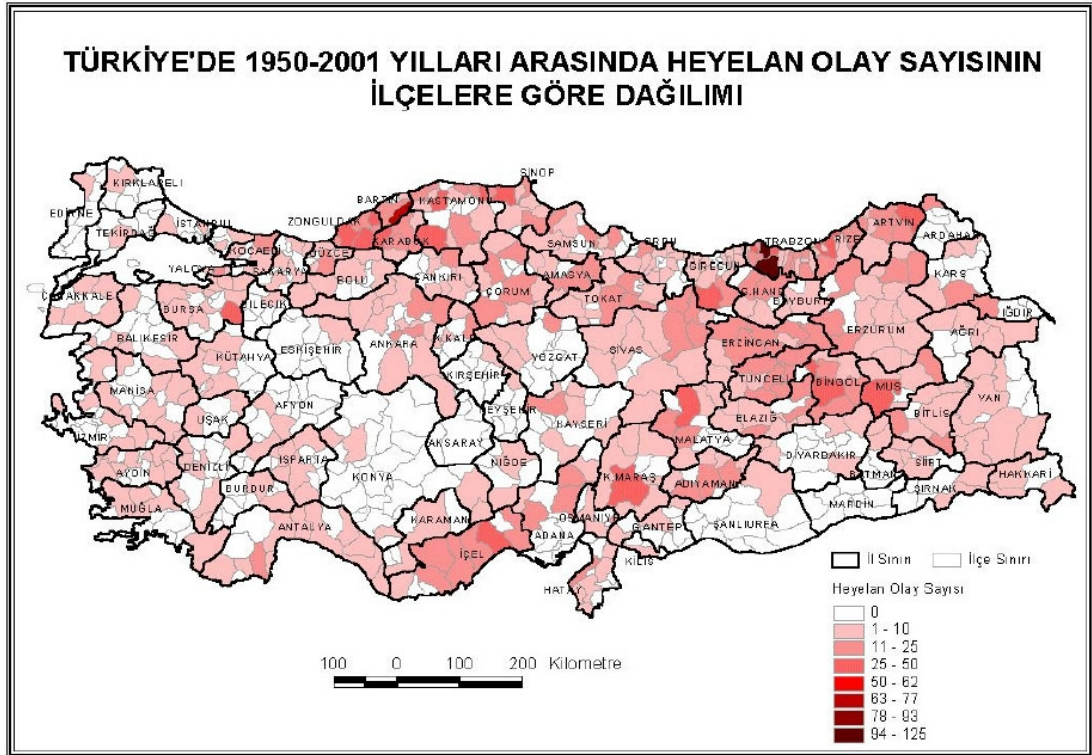 TÜRKİYE'DE 1950-2001 YILLARI ARASINDA HEYELAN OLAY SAYISININ
İLÇELERE GÖRE DAĞILIMI
SİNOP
KIRKLARELİ
BARTIN
KASTAMONU
EDİRNE
İSTANBUL
ZONGULDAK
ARTVİN
TEKİRDAĞ
KARABÜK
SAMSUN
ORDU
TRABZON
RİZE
ARDAHAN
KOCAELİ
DÜZCE
GİRESUN
YALOVA
SAKARYA
BOLU
ÇANKIRI
AMASYA
KARS
ÇANAKKALE
ÇORUM
TOKAT
G.HANE
BAYBURT
BURSA
BİLECİK
IĞDIR
BALIKESİR
ANKARA
ERZURUM
ESKİŞEHİR
K.KALE
SİVAS
ERZİNCAN
AĞRI
KÜTAHYA
YOZGAT
KIRŞEHİR
TUNCELİ
BİNGÖL
MUŞ
MANİSA
AFYON
VAN
UŞAK
NEVŞEHİR
ELAZIĞ
BİTLİS
KAYSERİ
İZMİR
AKSARAY
MALATYA
DİYARBAKIR
ISPARTA
NİĞDE
BATMAN
SİİRT
AYDIN
DENİZLİ
KONYA
K.MARAŞ
ADIYAMAN
HAKKARİ
BURDUR
ŞIRNAK
MUĞLA
MARDİN
KARAMAN
OSMANİYE
ANTALYA
GANTEP
ŞANLIURFA
ADANA
İÇEL
KİLİS
HATAY
İl Sınırı
İlçe Sınırı
Heyelan Olay Sayısı
0
1 - 10
11 - 25
25 - 50
50 - 62
63 - 77
78 - 93
94 - 125
100 0 100 200 Kilometre